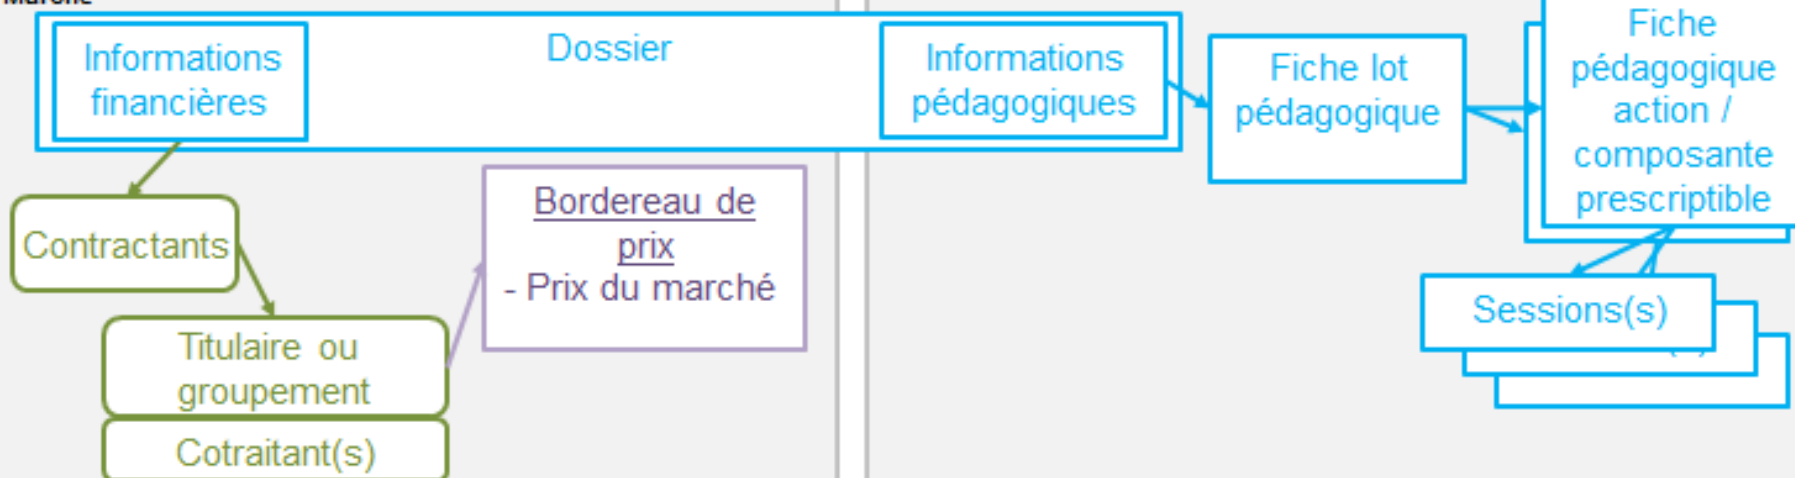 Informations
financières
Dossier
Informations
pédagogiques
Fiche lot
pédagogique
Fiche
pédagogique
action /
composante
prescriptible
Contractants
Bordereau de
prix
- Prix du marché
Titulaire ou
groupement
Cotraitant(s)
Sessions(s)